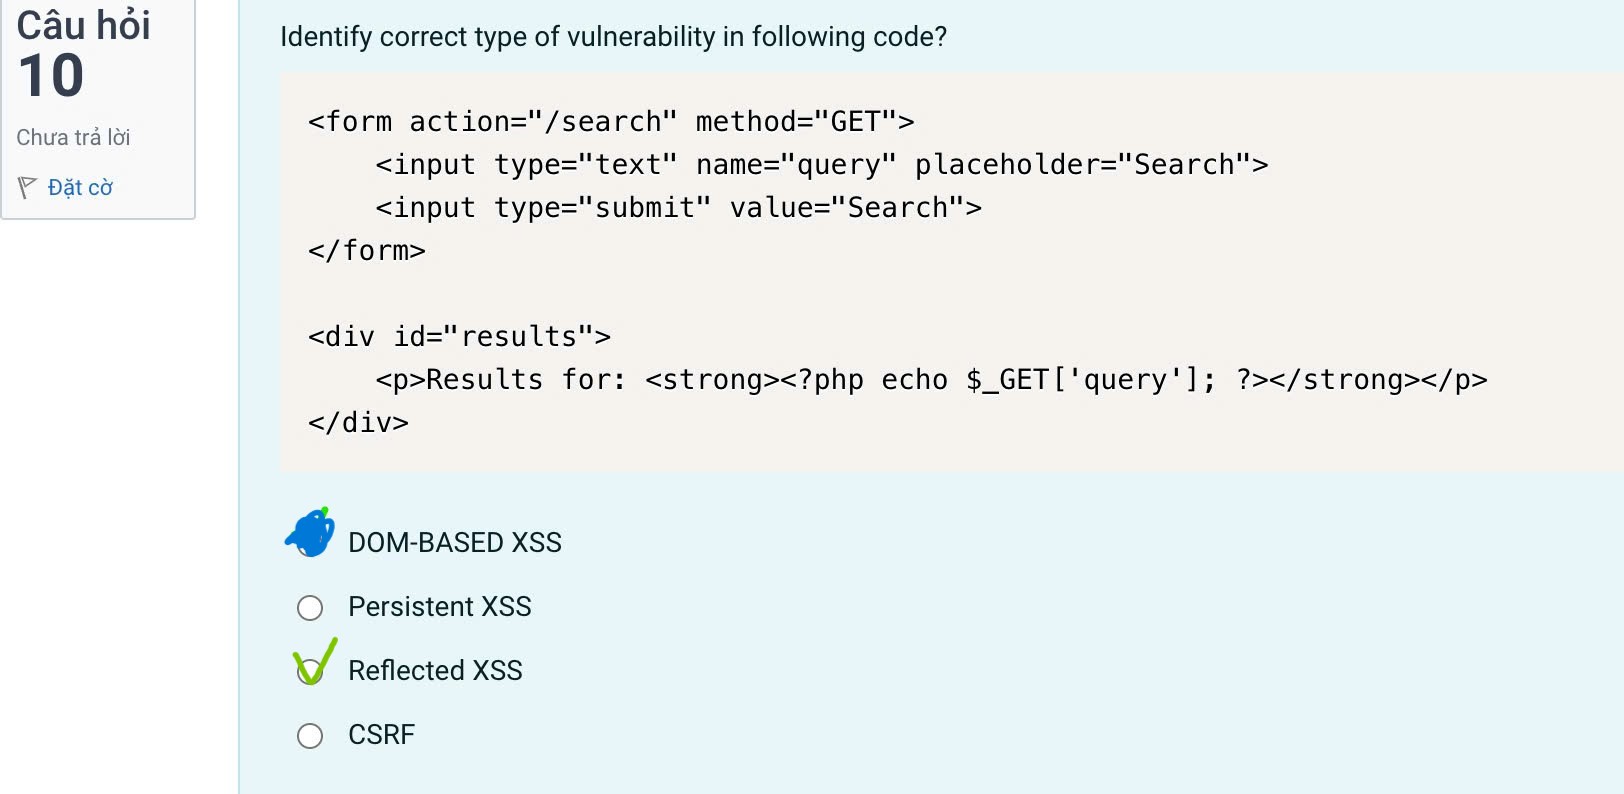 Câu hỏi
10
Chưa trả lời
Đặt cờ
Identify correct type of vulnerability in following code?
<form action="/search" method="GET">
    <input type="text" name="query" placeholder="Search">
    <input type="submit" value="Search">
</form>
<div id="results">
    <p>Results for: <strong><?php echo $_GET['query']; ?></strong></p>
</div>
DOM-BASED XSS
Persistent XSS
Reflected XSS
CSRF